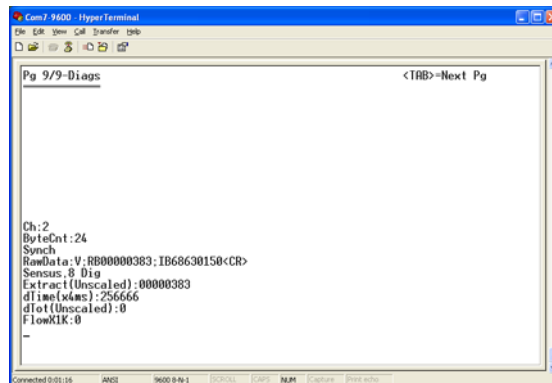 Com7-9600 - HyperTerminal
File Edit View Call Transfer Help
Pg 9/9-Diags <TAB>=Next Pg
Ch:2
ByteCnt:24
Synch
RawData:V;RB00000383;IB68630150<CR>
Sensus,8 Dig
Extract(Unscaled):00000383
dTime(x4ms):256666
dTot(Unscaled):0
FlowX1K:0
Connected 0:01:16 ANSI 9600 8-N-1 SCROLL CAPS NUM Capture Print echo